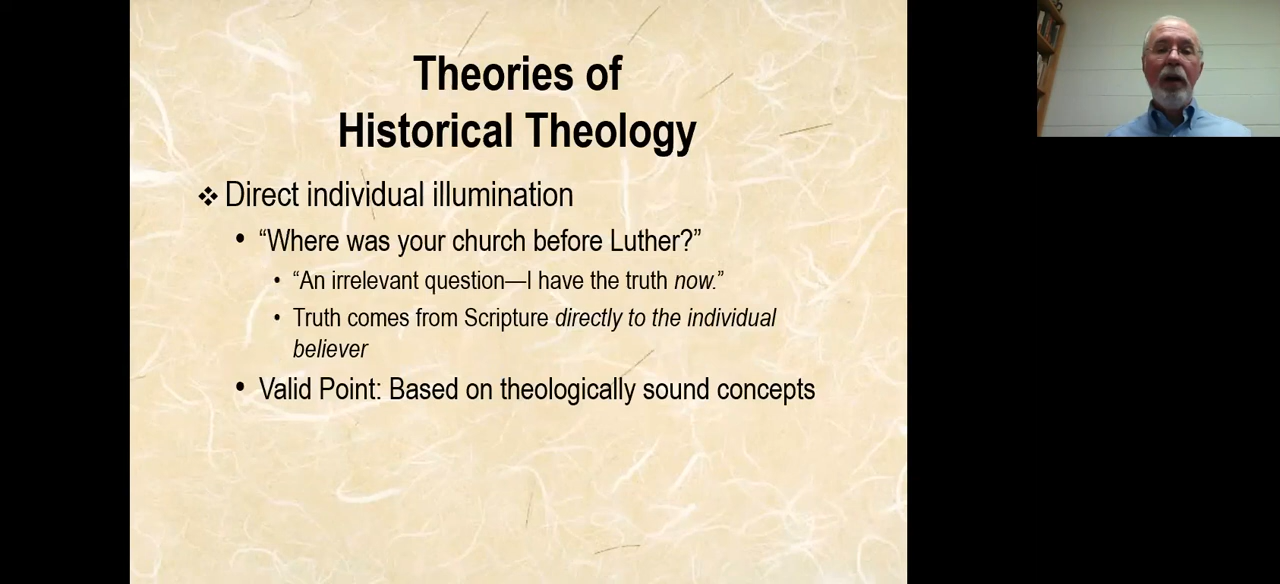 Theories of
Historical Theology
❖ Direct individual illumination
• “Where was your church before Luther?”
• “An irrelevant question—I have the truth now.”
• Truth comes from Scripture directly to the individual
believer
• Valid Point: Based on theologically sound concepts